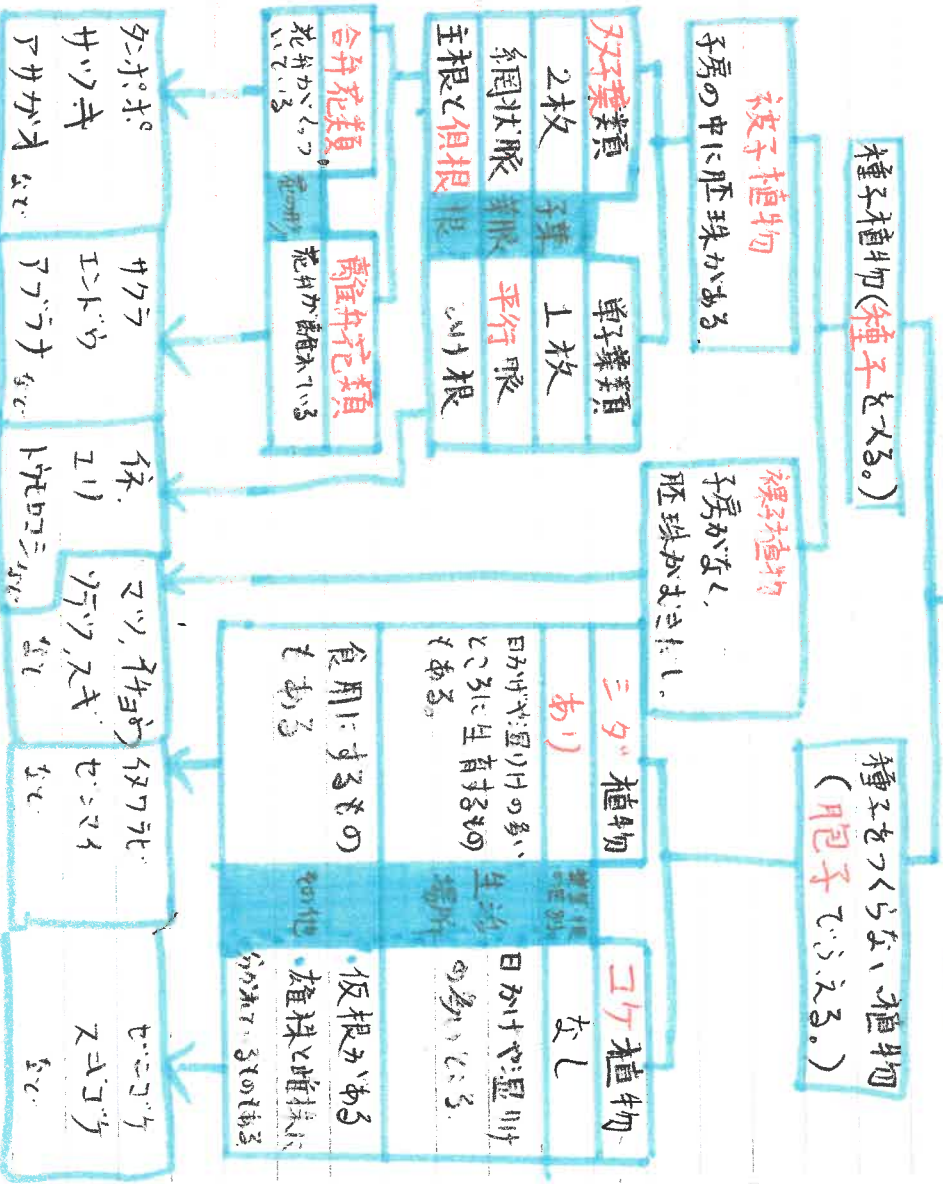 種子植物(種子をつくる。)
種子をつくらない植物
(胞子でふえる。)
被子植物
子房の中に胚珠がある.
裸子植物
子房がなく,
胚珠がむきだし.
双子葉類
単子葉類
2枚
子葉
1枚
網状脈
葉脈
平行脈
主根と側根
根
ひげ根
合弁花類
離弁花類
花弁がくっつ
いている
花の形
花弁が離れている
シダ植物
コケ植物
あり
なし
日かげや湿りけの多い
ところに生育するもの
もある。
生活
場所
日かげや湿りけ
の多いところ
食用にするもの
もある
その他
・仮根がある
・雄株と雌株に
分かれているものもある
タンポポ
サツキ
アサガオ
など
サクラ
エンドウ
アブラナ
など
イネ.
ユリ
トウモロコシ
など
マツ,イチョウ
ソテツ,スギ
など
イヌワラビ
ゼンマイ
など
ゼニゴケ
スギゴケ
など